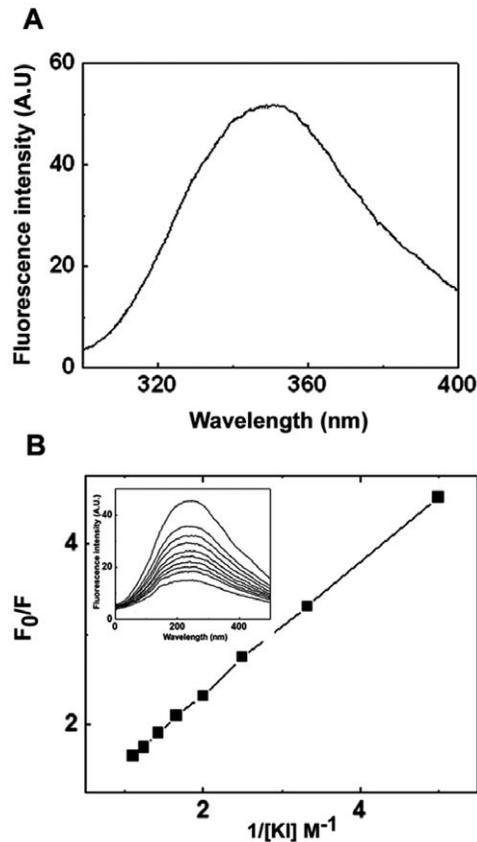 A
Fluorescence intensity (A.U)
60
40
20
0
320 360 400
Wavelength (nm)
B
F0/F
4
2
Fluorescence intensity (A.U.)
40
20
0
0 200 400
Wavelength (nm)
2 4
1/[KI] M-1